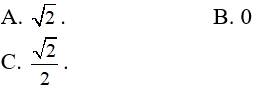 A. √2 . B. 0
C. √2/2 .